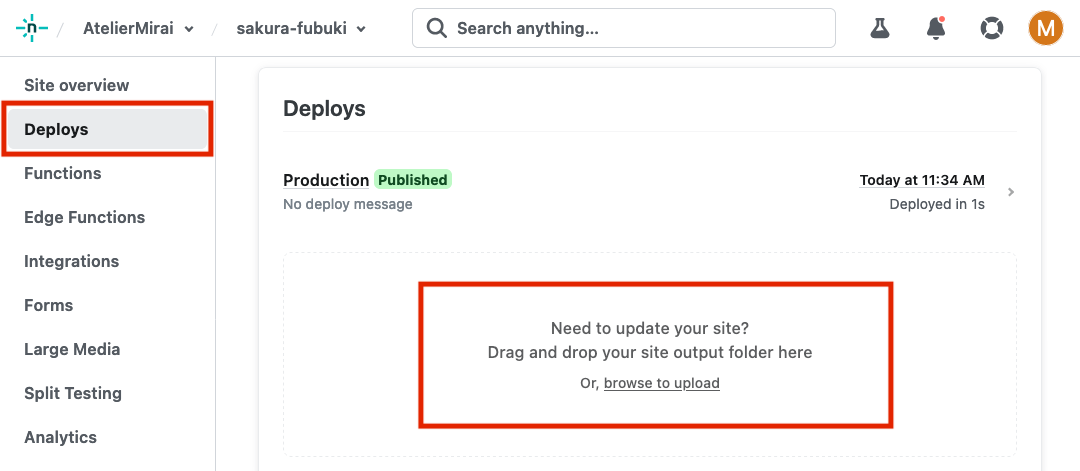 n / AtelierMirai / sakura-fubuki Search anything... M
Site overview
Deploys
Functions
Edge Functions
Integrations
Forms
Large Media
Split Testing
Analytics
Deploys
Production Published Today at 11:34 AM
No deploy message Deployed in 1s
Need to update your site?
Drag and drop your site output folder here
Or, browse to upload